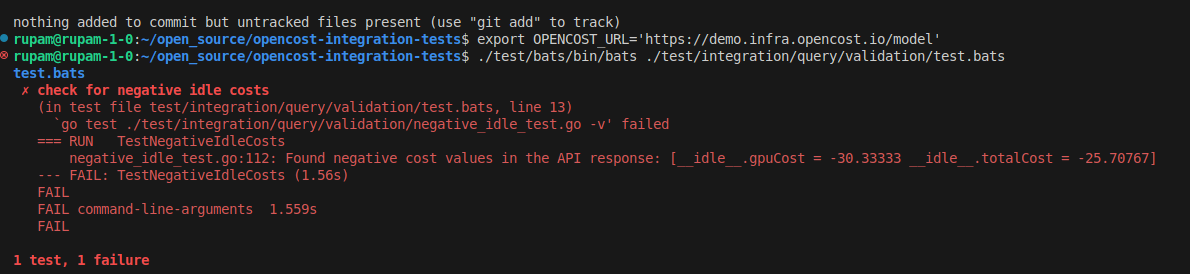 nothing added to commit but untracked files present (use "git add" to track)
rupam@rupam-1-0:~/open_source/opencost-integration-tests$ export OPENCOST_URL='https://demo.infra.opencost.io/model'
rupam@rupam-1-0:~/open_source/opencost-integration-tests$ ./test/bats/bin/bats ./test/integration/query/validation/test.bats
test.bats
✗ check for negative idle costs
(in test file test/integration/query/validation/test.bats, line 13)
`go test ./test/integration/query/validation/negative_idle_test.go -v' failed
=== RUN   TestNegativeIdleCosts
negative_idle_test.go:112: Found negative cost values in the API response: [__idle__.gpuCost = -30.33333 __idle__.totalCost = -25.70767]
--- FAIL: TestNegativeIdleCosts (1.56s)
FAIL
FAIL command-line-arguments  1.559s
FAIL
1 test, 1 failure